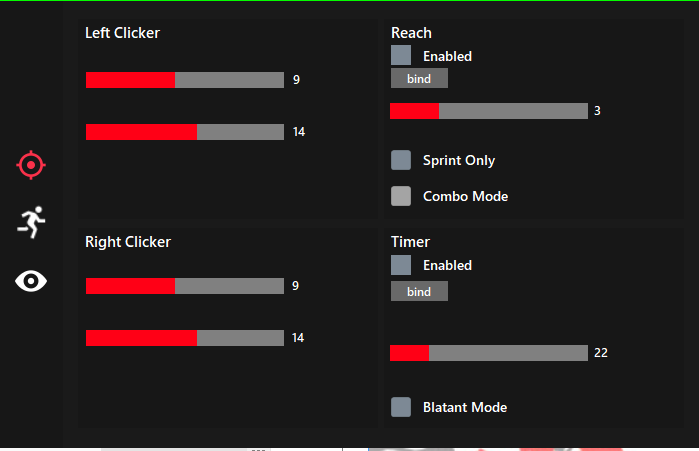 Left Clicker
9
14
Reach
Enabled
bind
3
Sprint Only
Combo Mode
Right Clicker
9
14
Timer
Enabled
bind
22
Blatant Mode